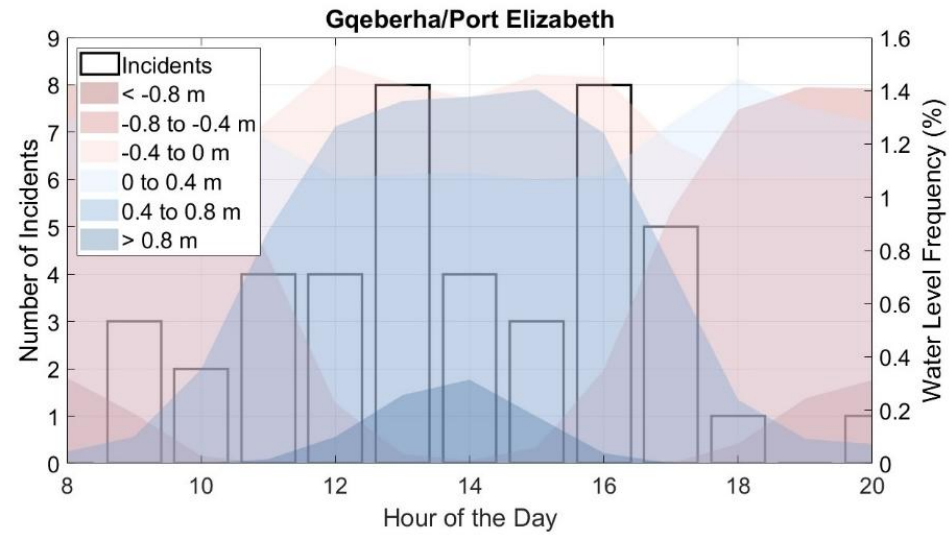 Gqeberha/Port Elizabeth
9
8
7
6
5
4
3
2
1
0
Number of Incidents
Incidents
< -0.8 m
-0.8 to -0.4 m
-0.4 to 0 m
0 to 0.4 m
0.4 to 0.8 m
> 0.8 m
1.6
1.4
1.2
1
0.8
0.6
0.4
0.2
0
Water Level Frequency (%)
8 10 12 14 16 18 20
Hour of the Day